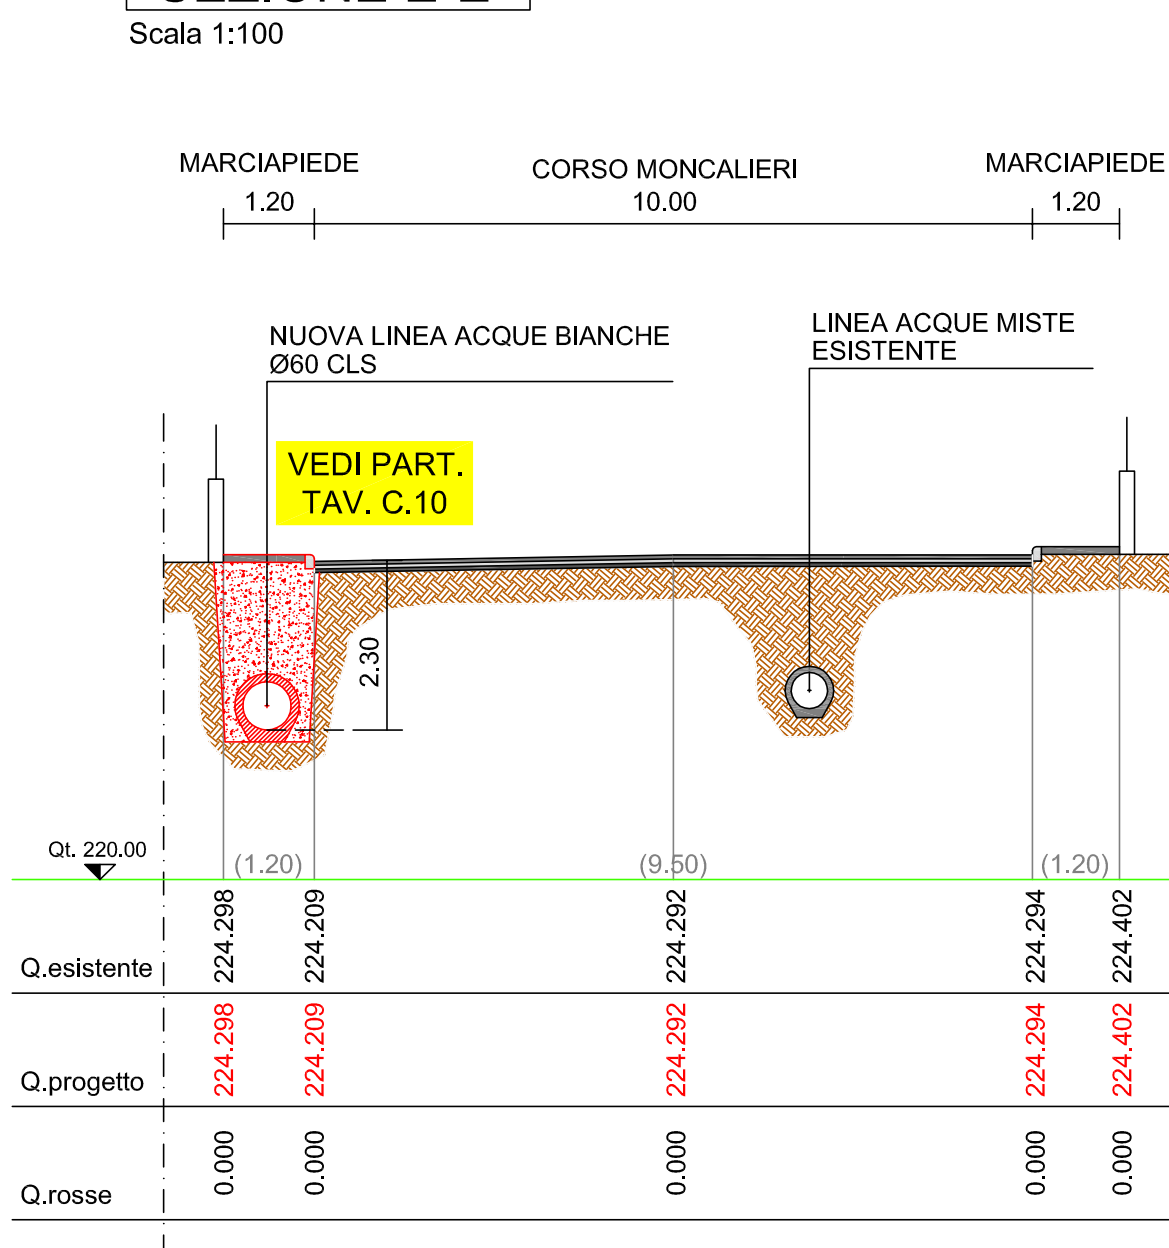 Scala 1:100
MARCIAPIEDE
CORSO MONCALIERI
MARCIAPIEDE
1.20
10.00
1.20
NUOVA LINEA ACQUE BIANCHE
Ø60 CLS
LINEA ACQUE MISTE
ESISTENTE
VEDI PART.
TAV. C.10
2.30
Qt. 220.00
(1.20)
(9.50)
(1.20)
Q.esistente
224.298
224.209
224.292
224.294
224.402
Q.progetto
224.298
224.209
224.292
224.294
224.402
Q.rosse
0.000
0.000
0.000
0.000
0.000